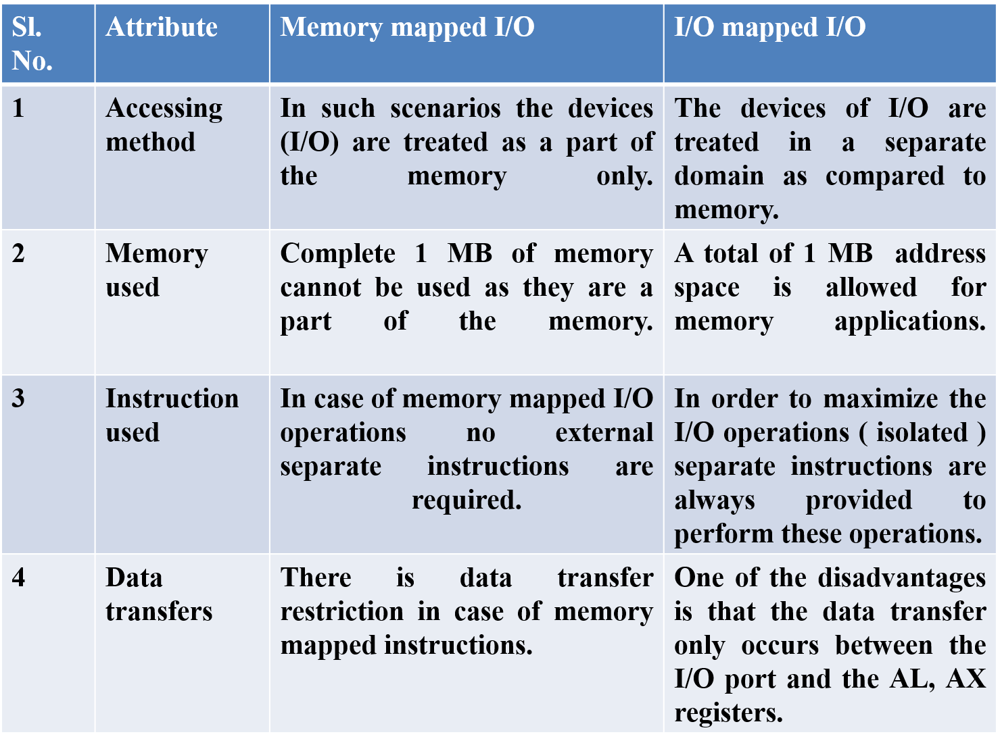 Sl.
No.
Attribute
Memory mapped I/O
I/O mapped I/O
1
Accessing
method
In such scenarios the devices
(I/O) are treated as a part of
the memory only.
The devices of I/O are
treated in a separate
domain as compared to
memory.
2
Memory
used
Complete 1 MB of memory
cannot be used as they are a
part of the memory.
A total of 1 MB address
space is allowed for
memory applications.
3
Instruction
used
In case of memory mapped I/O
operations no external
separate instructions are
required.
In order to maximize the
I/O operations ( isolated )
separate instructions are
always provided to
perform these operations.
4
Data
transfers
There is data transfer
restriction in case of memory
mapped instructions.
One of the disadvantages
is that the data transfer
only occurs between the
I/O port and the AL, AX
registers.